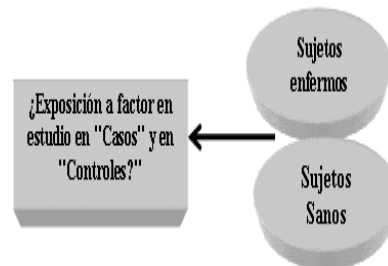 ¿Exposición a factor en
estudio en "Casos" y en
"Controles?"
Sujetos
enfermos
Sujetos
Sanos